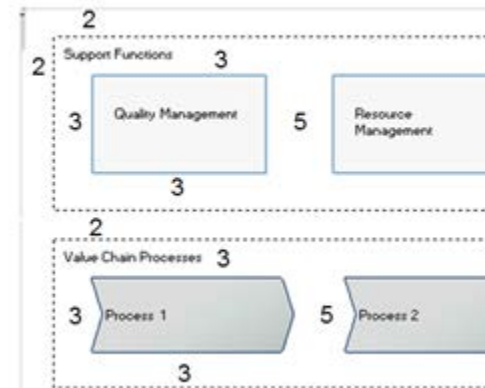 2
2
Support Functions
3
3
Quality Management
5
Resource
Management
3
2
Value Chain Processes
3
3
Process 1
5
Process 2
3